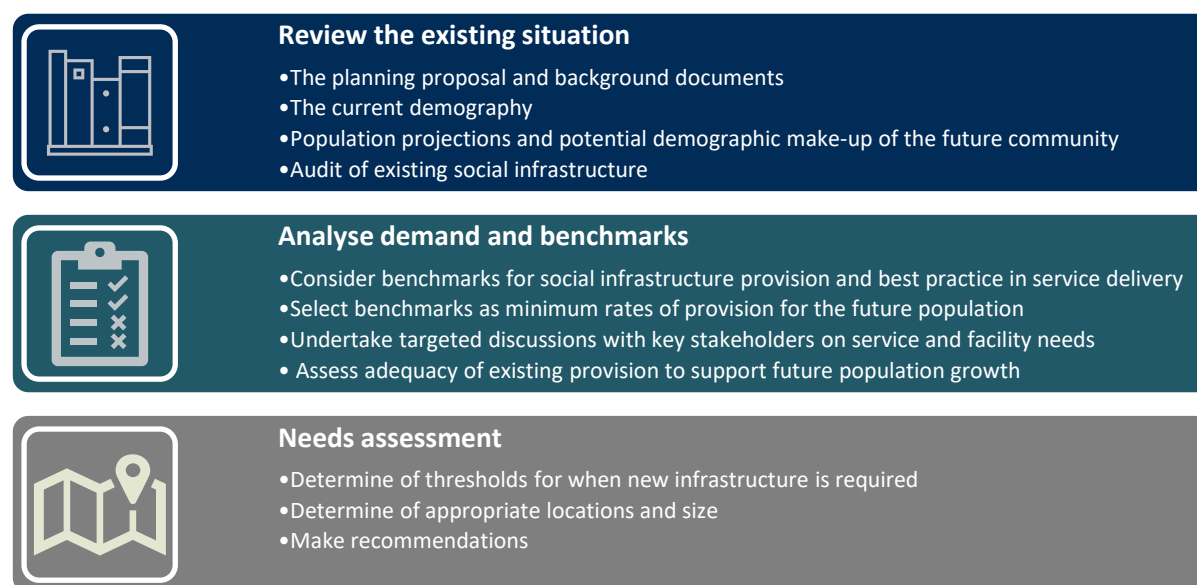 Review the existing situation
•The planning proposal and background documents
•The current demography
•Population projections and potential demographic make-up of the future community
•Audit of existing social infrastructure
Analyse demand and benchmarks
•Consider benchmarks for social infrastructure provision and best practice in service delivery
•Select benchmarks as minimum rates of provision for the future population
•Undertake targeted discussions with key stakeholders on service and facility needs
• Assess adequacy of existing provision to support future population growth
Needs assessment
•Determine of thresholds for when new infrastructure is required
•Determine of appropriate locations and size
•Make recommendations